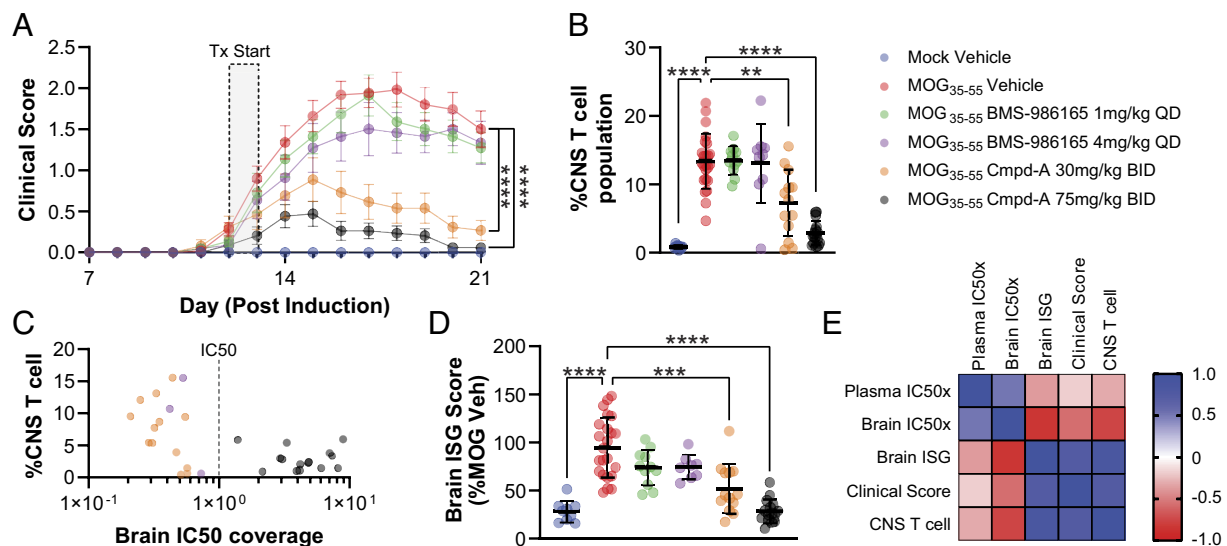 A
Tx Start
Clinical Score
2.5
2.0
1.5
1.0
0.5
0.0
7
14
21
Day (Post Induction)
****
****
B
%CNS T cell
population
30
20
10
0
****
****
**
Mock Vehicle
MOG35-55 Vehicle
MOG35-55 BMS-986165 1mg/kg QD
MOG35-55 BMS-986165 4mg/kg QD
MOG35-55 Cmpd-A 30mg/kg BID
MOG35-55 Cmpd-A 75mg/kg BID
C
IC50
%CNS T cell
20
15
10
5
0
1×10-1
1×100
9×100
Brain IC50 coverage
D
Brain ISG Score
(%MOG Veh)
200
150
100
50
0
****
****
***
E
Plasma IC50x
Brain IC50x
Brain ISG
Clinical Score
CNS T cell
Plasma IC50x
Brain IC50x
Brain ISG
Clinical Score
CNS T cell
1.0
0.5
0
-0.5
-1.0